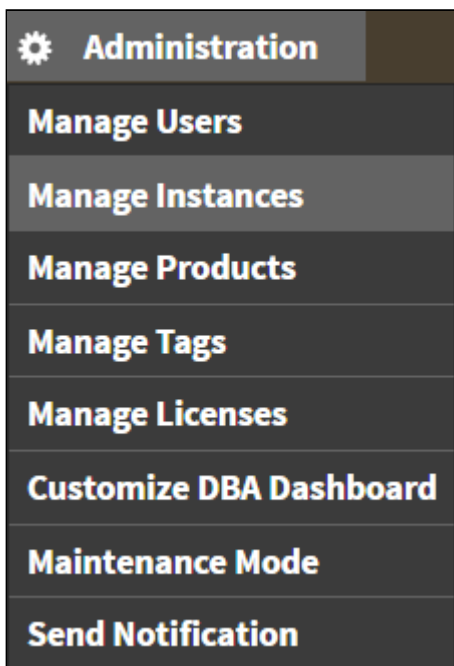 Administration
Manage Users
Manage Instances
Manage Products
Manage Tags
Manage Licenses
Customize DBA Dashboard
Maintenance Mode
Send Notification